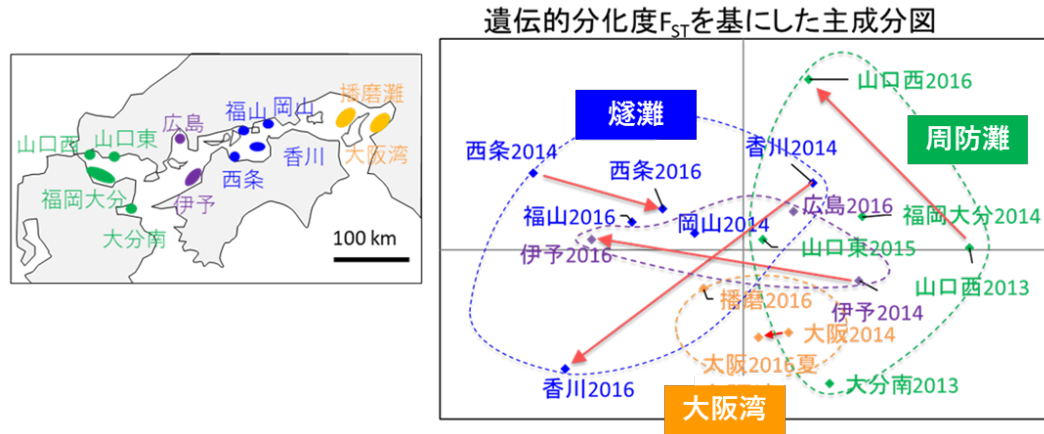 遺伝的分化度FSTを基にした主成分図
播磨灘
福山
岡山
広島
山口西
山口東
香川
大阪湾
西条
福岡大分
伊予
大分南
100 km
燧灘
周防灘
大阪湾
山口西2016
西条2014
香川2014
西条2016
福山2016
岡山2014
広島2016
福岡大分2014
伊予2016
山口東2015
山口西2013
播磨2016
伊予2014
大阪2014
大阪2016夏
香川2016
大分南2013